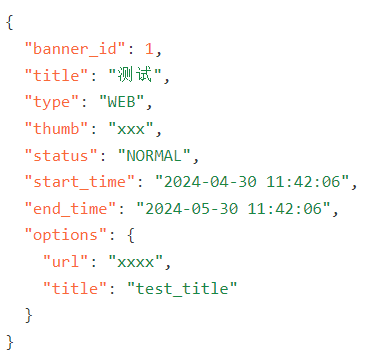 {
  "banner_id": 1,
  "title": "测试",
  "type": "WEB",
  "thumb": "xxx",
  "status": "NORMAL",
  "start_time": "2024-04-30 11:42:06",
  "end_time": "2024-05-30 11:42:06",
  "options": {
    "url": "xxxx",
    "title": "test_title"
  }
}